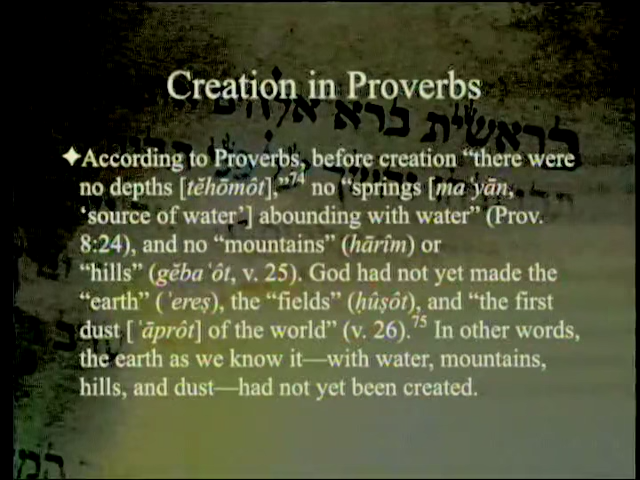 Creation in Proverbs
בראשית ברא אלהים
✦According to Proverbs, before creation “there were
no depths [tĕhōmôt],”74 no “springs [maʿyān,
‘source of water’] abounding with water” (Prov.
8:24), and no “mountains” (hārîm) or
“hills” (gĕbaʿôt, v. 25). God had not yet made the
“earth” (ʾereṣ), the “fields” (ḥûṣôt), and “the first
dust [ʿāprôt] of the world” (v. 26).75 In other words,
the earth as we know it—with water, mountains,
hills, and dust—had not yet been created.